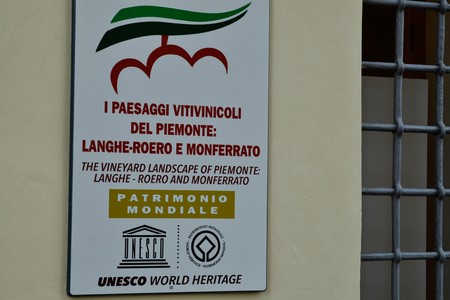 I PAESAGGI VITIVINICOLI
DEL PIEMONTE:
LANGHE-ROERO E MONFERRATO
THE VINEYARD LANDSCAPE OF PIEMONTE:
LANGHE - ROERO AND MONFERRATO
PATRIMONIO
MONDIALE
UNESCO
UNESCO WORLD HERITAGE